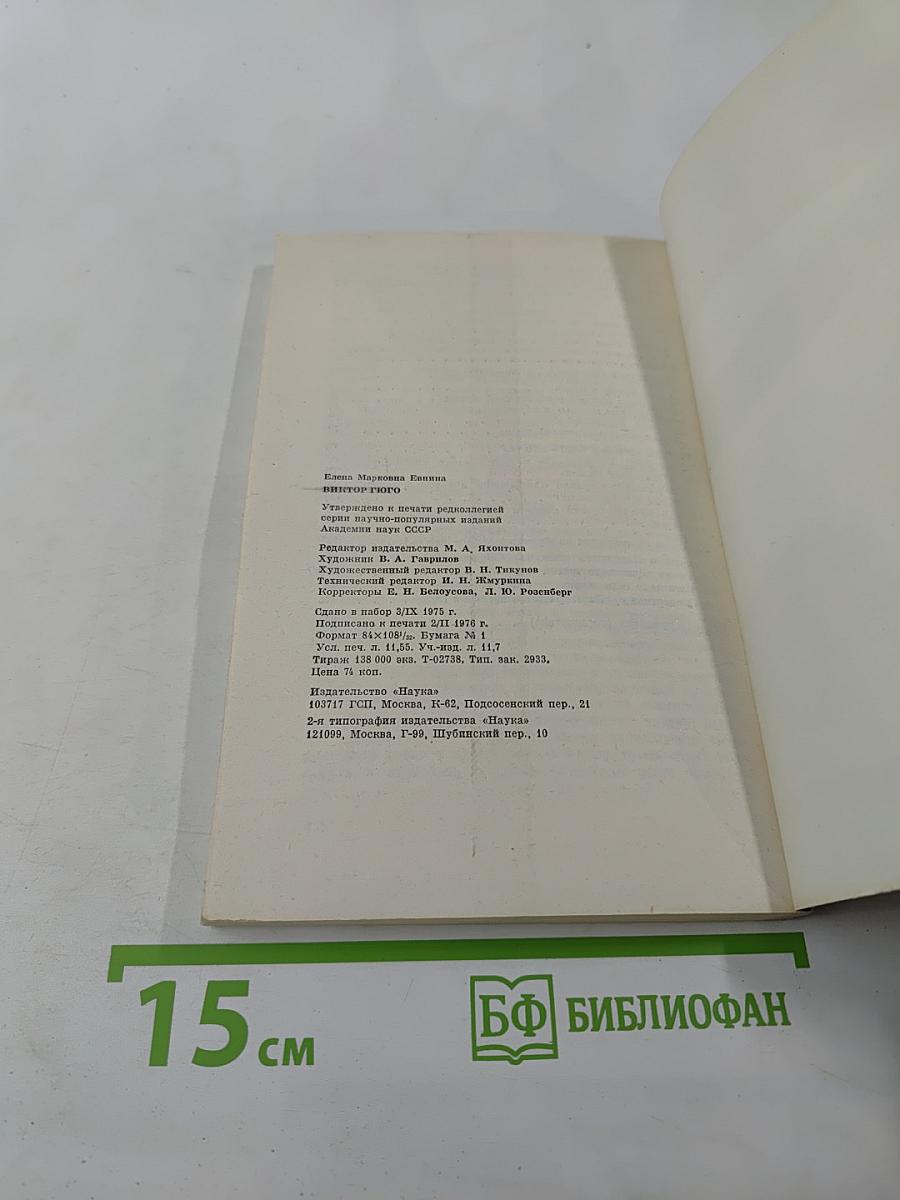 Елена Марковна Евнина
ВИКТОР ГЮГО
Утверждено к печати редколлегией
серии научно-популярных изданий
Академии наук СССР
Редактор издательства М. А. Яхонтова
Художник В. А. Гаврилов
Художественный редактор В. Н. Тикунов
Технический редактор И. Н. Жмуркина
Корректоры Е. Н. Белоусова, Л. Ю. Розенберг
Сдано в набор 3/IX 1975 г.
Подписано к печати 2/II 1976 г.
Формат 84×108¹/₃₂. Бумага № 1
Усл. печ. л. 11,55. Уч.-изд. л. 11,7
Тираж 138 000 экз. Т-02738. Тип. зак. 2933.
Цена 74 коп.
Издательство «Наука»
103717 ГСП, Москва, К-62, Подсосенский пер., 21
2-я типография издательства «Наука»
121099, Москва, Г-99, Шубинский пер., 10
15 см
БФ БИБЛИОФАН